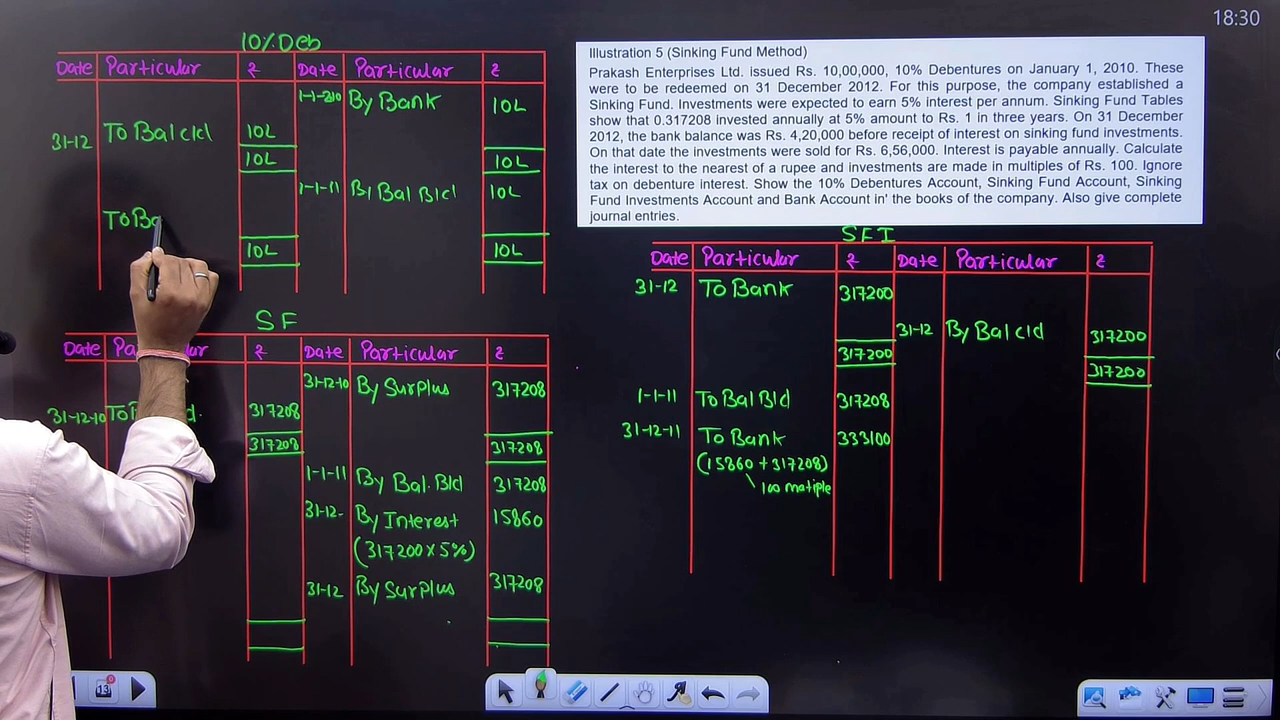 18:30
Illustration 5 (Sinking Fund Method)
Prakash Enterprises Ltd. issued Rs. 10,00,000, 10% Debentures on January 1, 2010. These
were to be redeemed on 31 December 2012. For this purpose, the company established a
Sinking Fund. Investments were expected to earn 5% interest per annum. Sinking Fund Tables
show that 0.317208 invested annually at 5% amount to Rs. 1 in three years. On 31 December
2012, the bank balance was Rs. 4,20,000 before receipt of interest on sinking fund investments.
On that date the investments were sold for Rs. 6,56,000. Interest is payable annually. Calculate
the interest to the nearest of a rupee and investments are made in multiples of Rs. 100. Ignore
tax on debenture interest. Show the 10% Debentures Account, Sinking Fund Account, Sinking
Fund Investments Account and Bank Account in' the books of the company. Also give complete
journal entries.
10% Deb
Date Particular ₹ Date Particular ₹
By Bank 10L
31-12 To Bal c/d 10L
10L 10L
1-1-11 By Bal B/d 10L
To Ba
10L 10L
SF
Date ₹ Date Particular ₹
31-12-10 By Surplus 317208
31-12-10 317208
317208 317208
1-1-11 By Bal. B/d 317208
31-12- By Interest 15860
(317200 x 5%)
31-12 By Surplus 317208
SFI
Date Particular ₹ Date Particular ₹
31-12 To Bank 317200
31-12 By Bal c/d 317200
317200 317200
1-1-11 To Bal B/d 317208
31-12-11 To Bank 333100
(15860 + 317208)
100 matiple
13